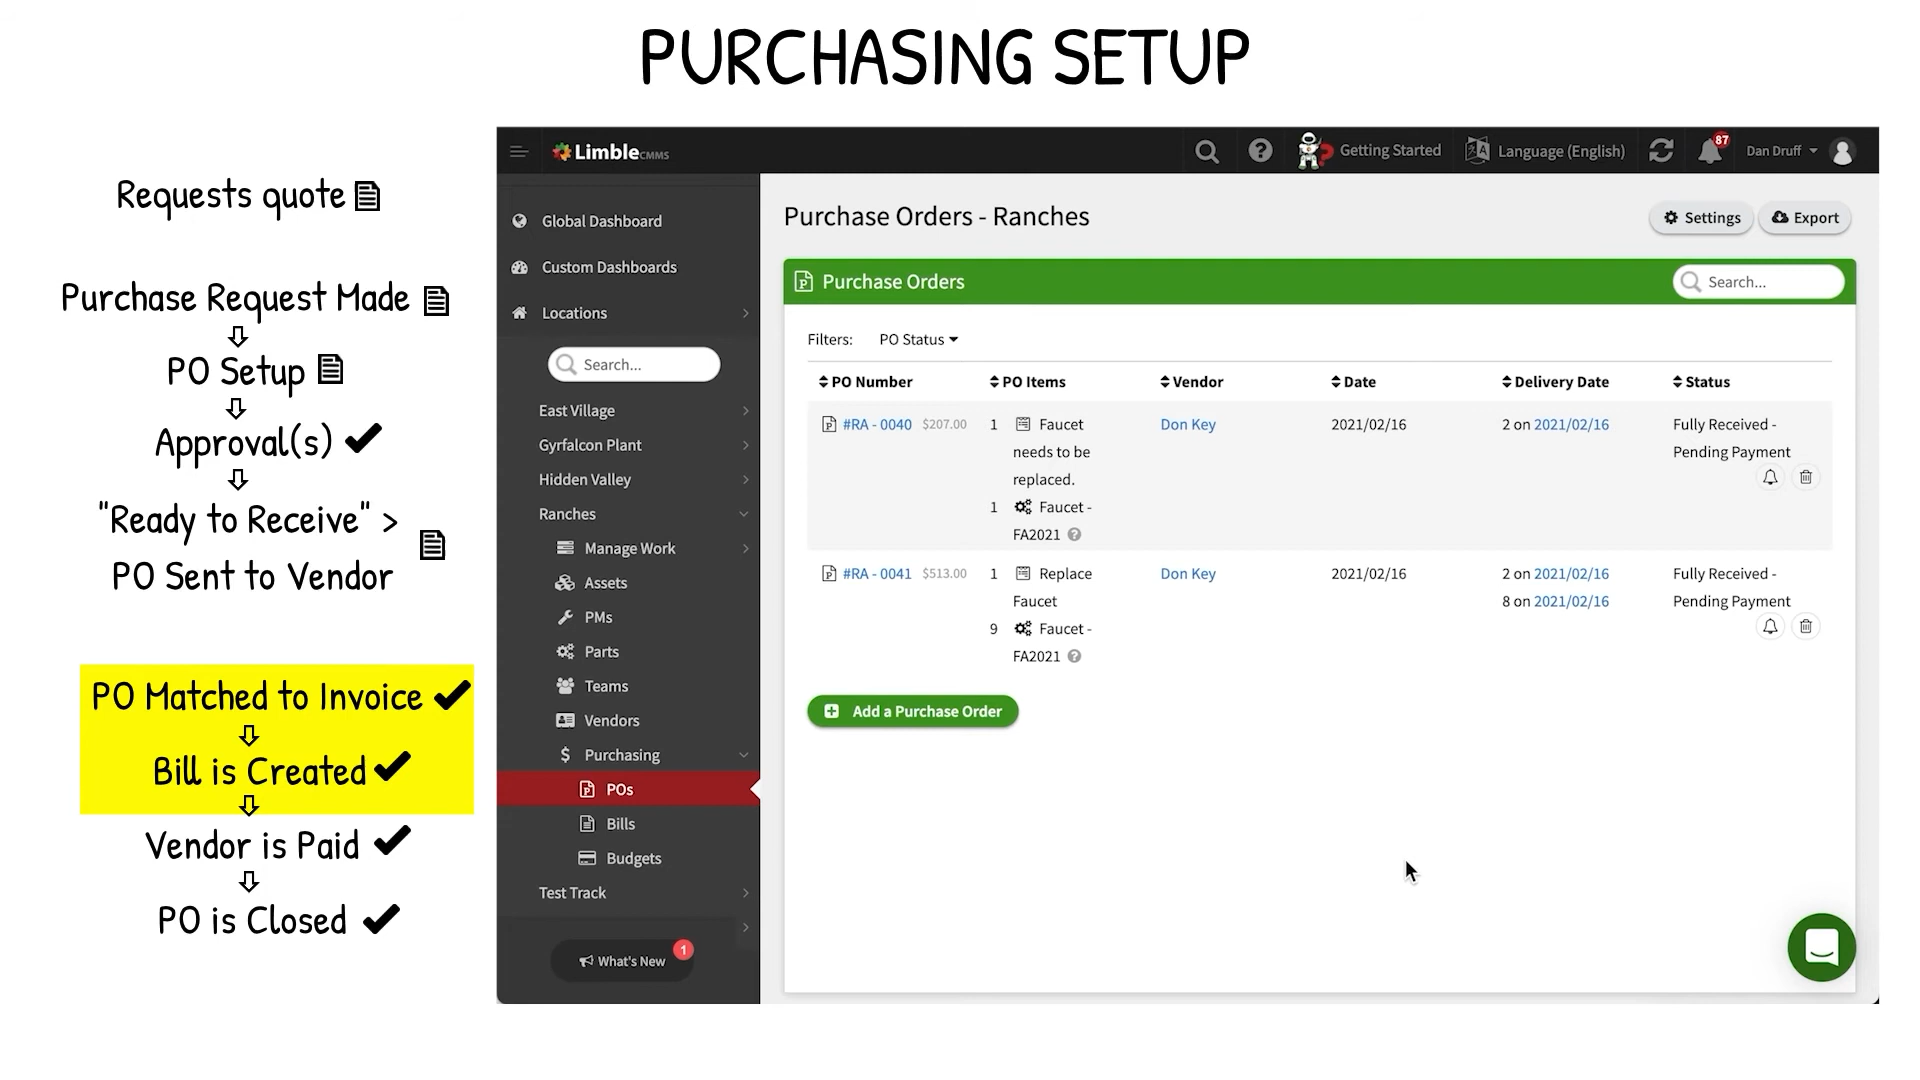 PURCHASING SETUP
Requests quote
Purchase Request Made
PO Setup
Approval(s)
"Ready to Receive" >
PO Sent to Vendor
PO Matched to Invoice
Bill is Created
Vendor is Paid
PO is Closed
Limble CMMS
Getting Started
Language (English)
87
Dan Druff
Global Dashboard
Custom Dashboards
Locations
Search...
East Village
Gyrfalcon Plant
Hidden Valley
Ranches
Manage Work
Assets
PMs
Parts
Teams
Vendors
Purchasing
POs
Bills
Budgets
Test Track
What's New
1
Purchase Orders - Ranches
Settings
Export
Purchase Orders
Search...
Filters: PO Status
PO Number PO Items Vendor Date Delivery Date Status
#RA - 0040 $207.00 1 Faucet Don Key 2021/02/16 2 on 2021/02/16 Fully Received -
needs to be Pending Payment
replaced.
1 Faucet -
FA2021
#RA - 0041 $513.00 1 Replace Don Key 2021/02/16 2 on 2021/02/16 Fully Received -
Faucet 8 on 2021/02/16 Pending Payment
9 Faucet -
FA2021
Add a Purchase Order